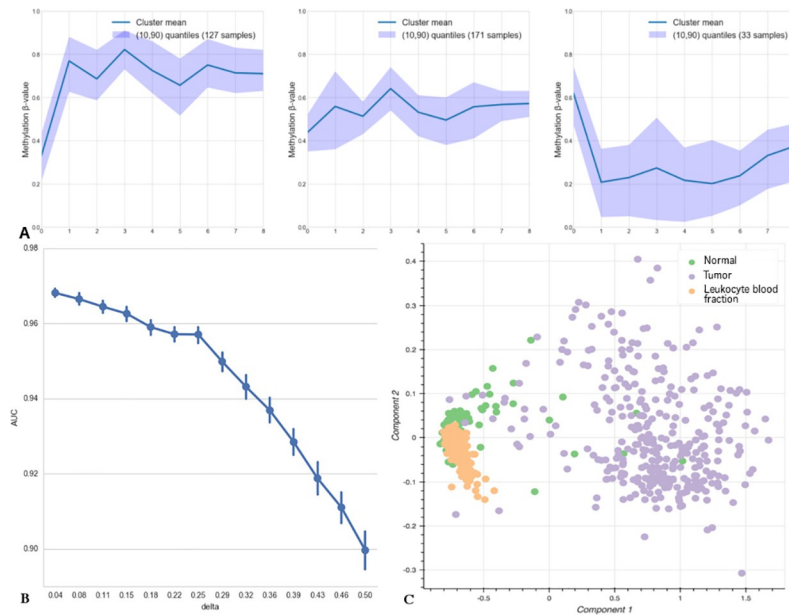 Cluster mean
(10,90) quantiles (127 samples)
Cluster mean
(10,90) quantiles (171 samples)
Cluster mean
(10,90) quantiles (33 samples)
1.0
0.8
0.6
0.4
0.2
0.0
Methylation β-value
0 1 2 3 4 5 6 7 8
1.0
0.8
0.6
0.4
0.2
0.0
Methylation β-value
0 1 2 3 4 5 6 7 8
1.0
0.8
0.6
0.4
0.2
0.0
Methylation β-value
0 1 2 3 4 5 6 7
A
0.98
0.96
0.94
0.92
0.90
AUC
0.04 0.08 0.11 0.15 0.18 0.22 0.25 0.29 0.32 0.36 0.39 0.43 0.46 0.50
delta
B
Normal
Tumor
Leukocyte blood
fraction
0.4
0.3
0.2
0.1
0
-0.1
-0.2
-0.3
Component 2
-0.5 0 0.5 1 1.5
Component 1
C